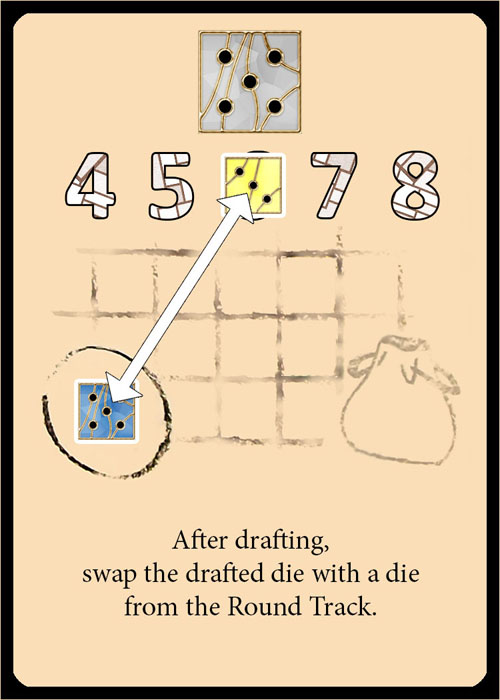 4 5 7 8
After drafting,
swap the drafted die with a die
from the Round Track.